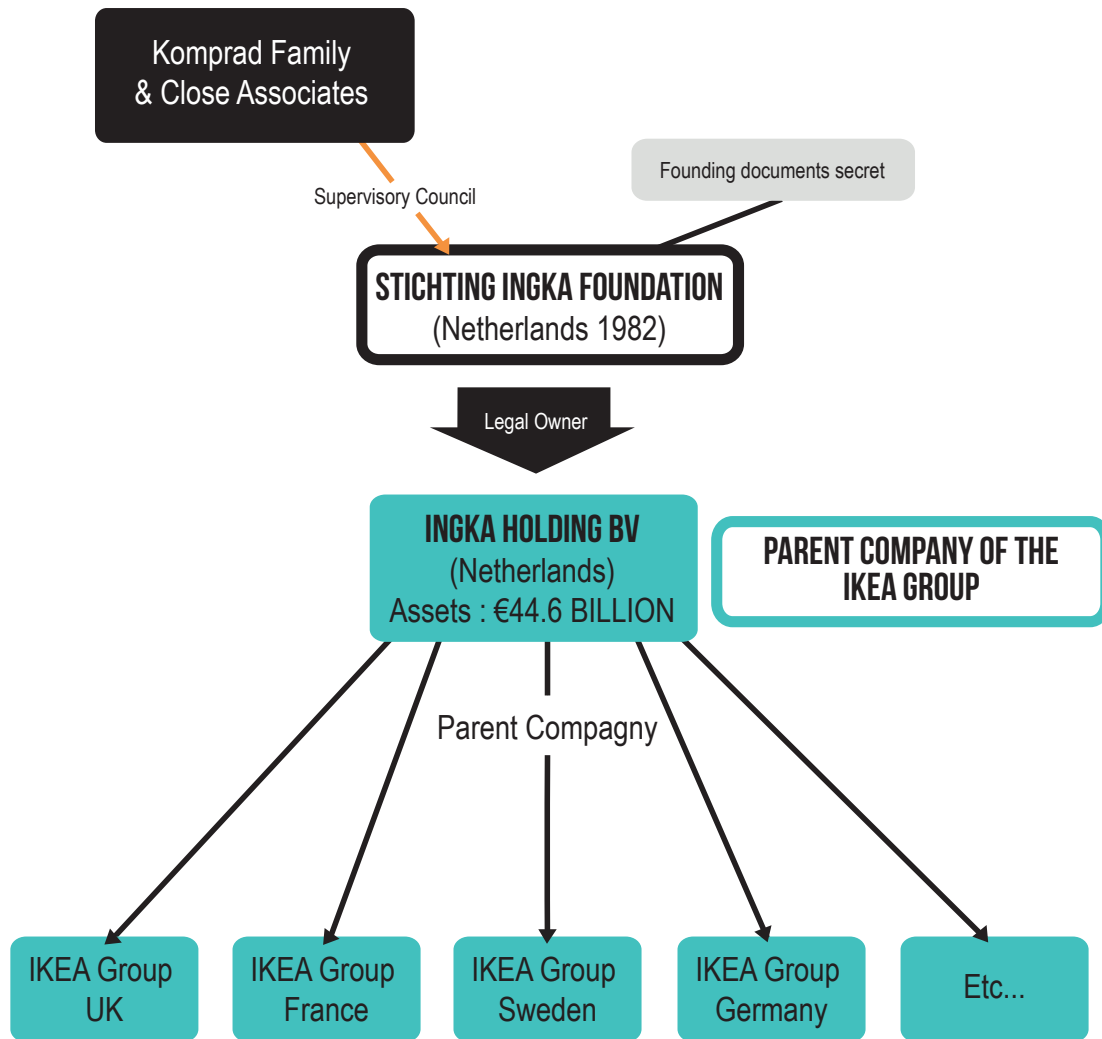 Komprad Family
& Close Associates
Founding documents secret
Supervisory Council
STICHTING INGKA FOUNDATION
(Netherlands 1982)
Legal Owner
INGKA HOLDING BV
(Netherlands)
Assets : €44.6 BILLION
PARENT COMPANY OF THE
IKEA GROUP
Parent Compagny
IKEA Group
UK
IKEA Group
France
IKEA Group
Sweden
IKEA Group
Germany
Etc...